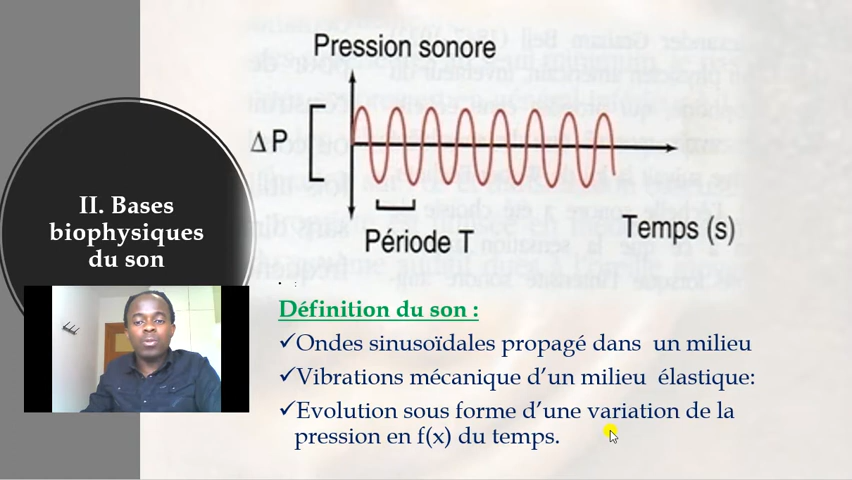 Pression sonore
Δ P
Période T
Temps (s)
II. Bases
biophysiques
du son
Définition du son :
✓Ondes sinusoïdales propagé dans un milieu
✓Vibrations mécanique d’un milieu élastique:
✓Evolution sous forme d’une variation de la
pression en f(x) du temps.